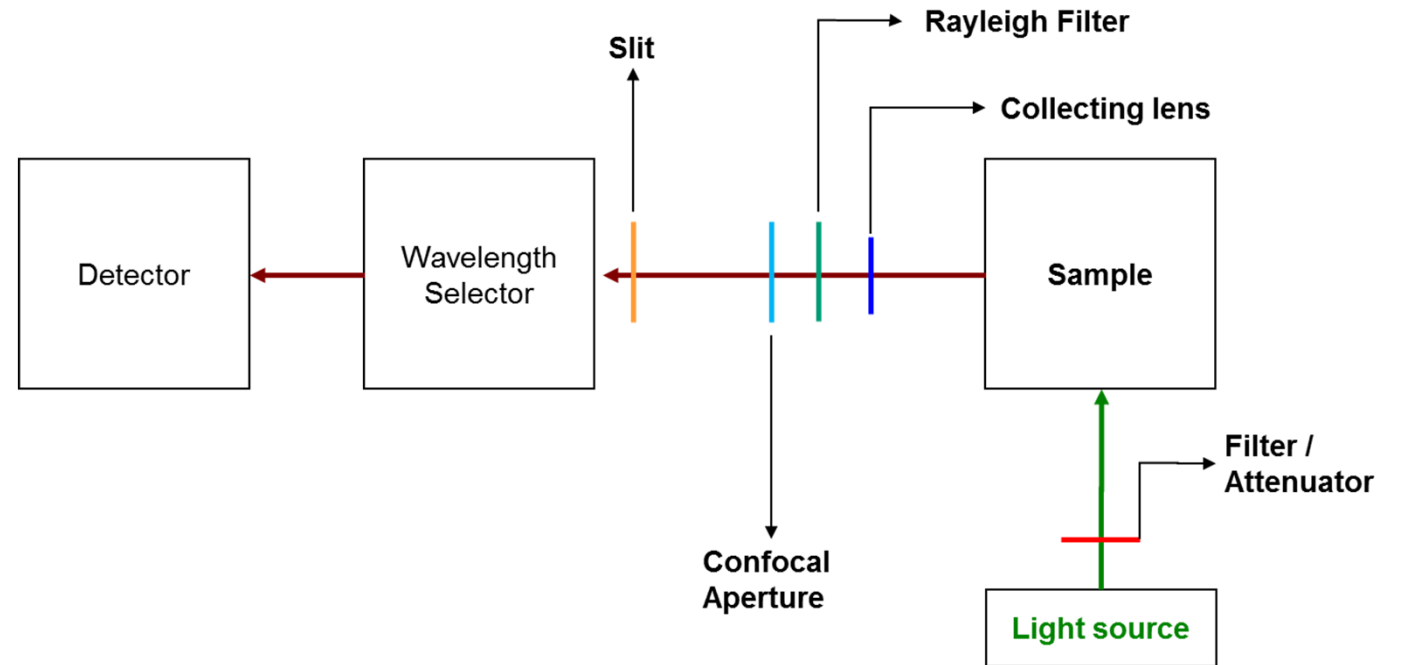 Rayleigh Filter
Slit
Collecting lens
Detector
Wavelength
Selector
Sample
Filter /
Attenuator
Confocal
Aperture
Light source